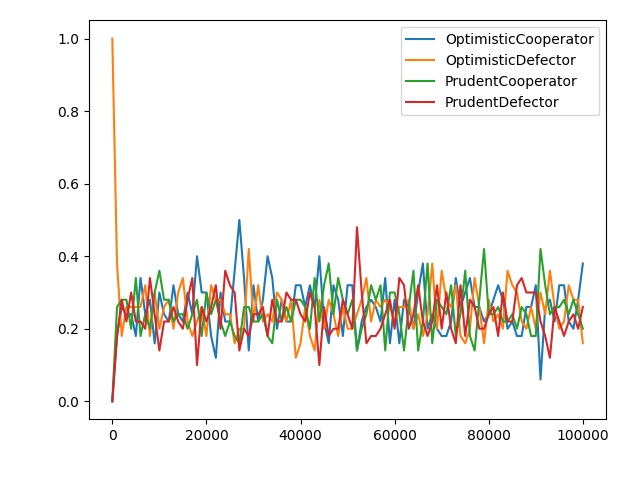 OptimisticCooperator
OptimisticDefector
PrudentCooperator
PrudentDefector
1.0
0.8
0.6
0.4
0.2
0.0
0 20000 40000 60000 80000 100000